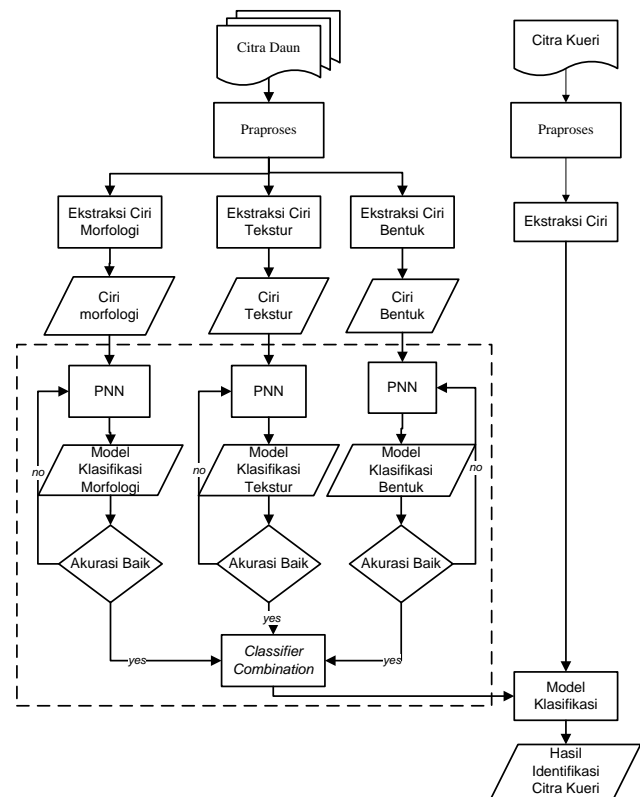 Citra Daun
Citra Kueri
Praproses
Praproses
Ekstraksi Ciri
Morfologi
Ekstraksi Ciri
Tekstur
Ekstraksi Ciri
Bentuk
Ekstraksi Ciri
Ciri
morfologi
Ciri
Tekstur
Ciri
Bentuk
PNN
PNN
PNN
Model
Klasifikasi
Morfologi
Model
Klasifikasi
Tekstur
Model
Klasifikasi
Bentuk
no
no
no
Akurasi Baik
Akurasi Baik
Akurasi Baik
yes
yes
yes
Classifier
Combination
Model
Klasifikasi
Hasil
Identifikasi
Citra Kueri